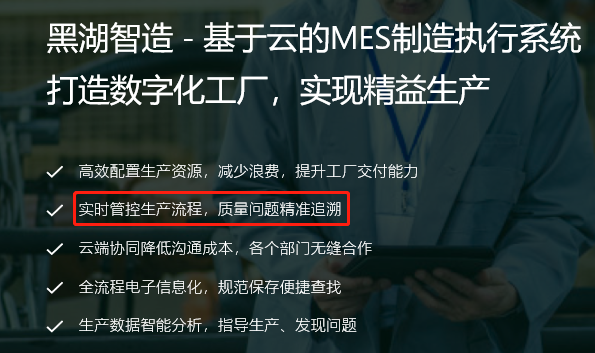 黑湖智造 - 基于云的MES制造执行系统
打造数字化工厂，实现精益生产
高效配置生产资源，减少浪费，提升工厂交付能力
实时管控生产流程，质量问题精准追溯
云端协同降低沟通成本，各个部门无缝合作
全流程电子信息化，规范保存便捷查找
生产数据智能分析，指导生产、发现问题